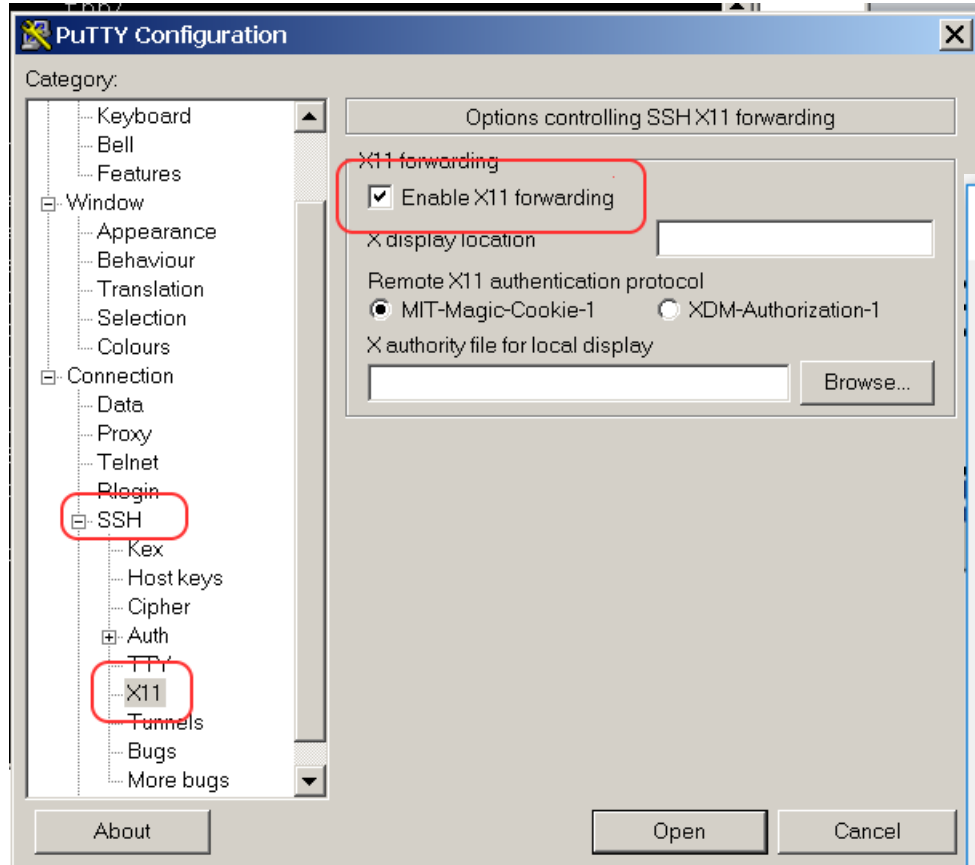 PuTTY Configuration
Category:
Keyboard
Bell
Features
Window
Appearance
Behaviour
Translation
Selection
Colours
Connection
Data
Proxy
Telnet
Rlogin
SSH
Kex
Host keys
Cipher
Auth
TTY
X11
Tunnels
Bugs
More bugs
Options controlling SSH X11 forwarding
X11 forwarding
Enable X11 forwarding
X display location
Remote X11 authentication protocol
MIT-Magic-Cookie-1 XDM-Authorization-1
X authority file for local display
Browse...
About Open Cancel